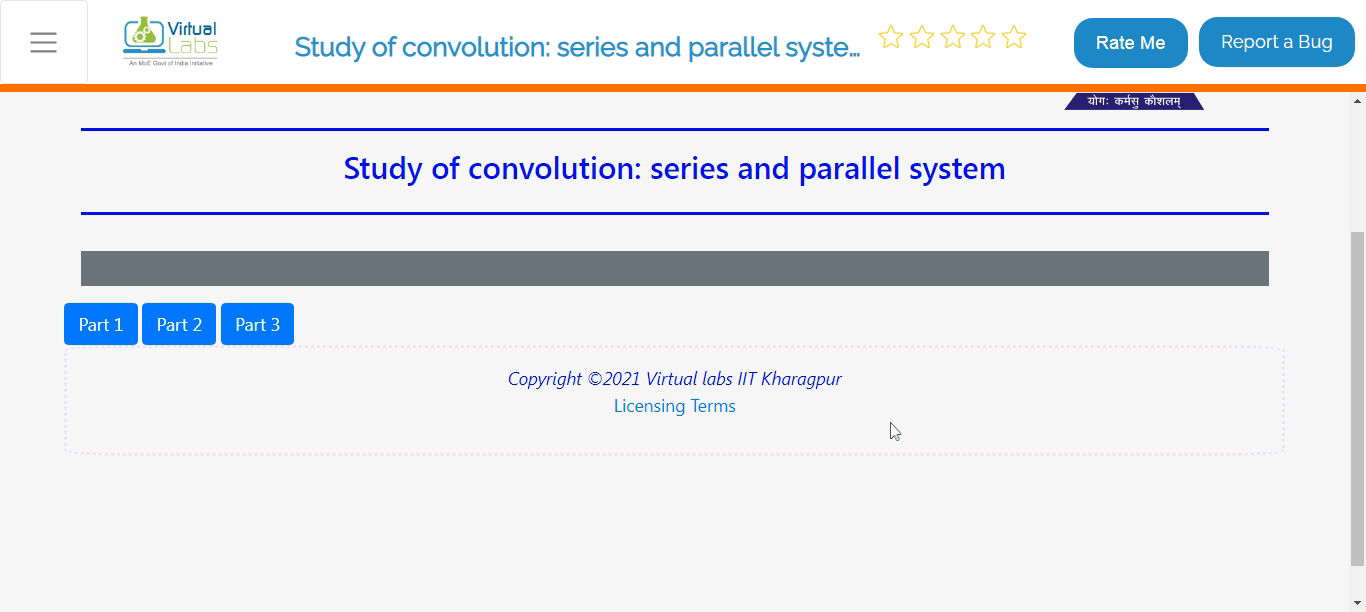 Virtual
Labs
An MoE Govt of India Initiative
Study of convolution: series and parallel syste...
Rate Me
Report a Bug
योगः कर्मसु कौशलम्
Study of convolution: series and parallel system
Part 1 Part 2 Part 3
Copyright ©2021 Virtual labs IIT Kharagpur
Licensing Terms